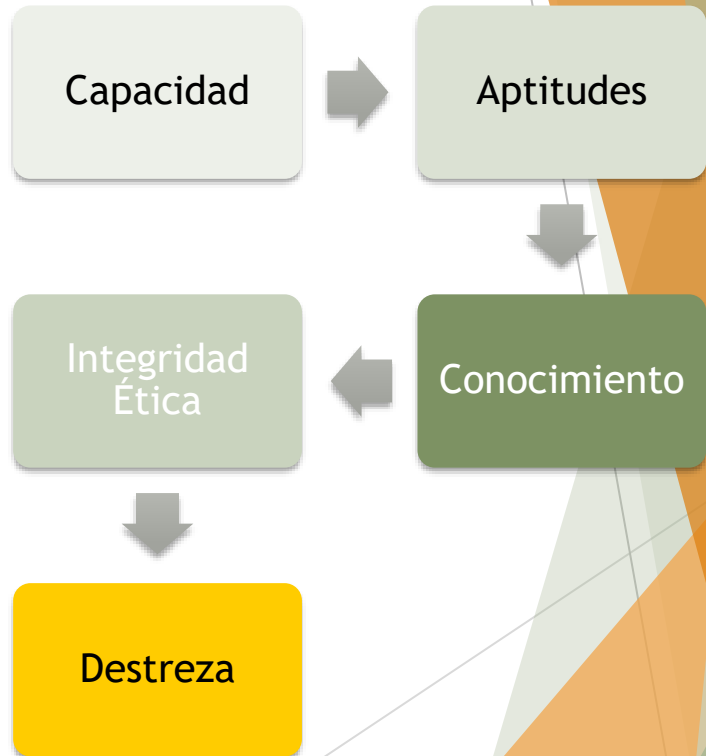 Capacidad
Aptitudes
Conocimiento
Integridad
Ética
Destreza